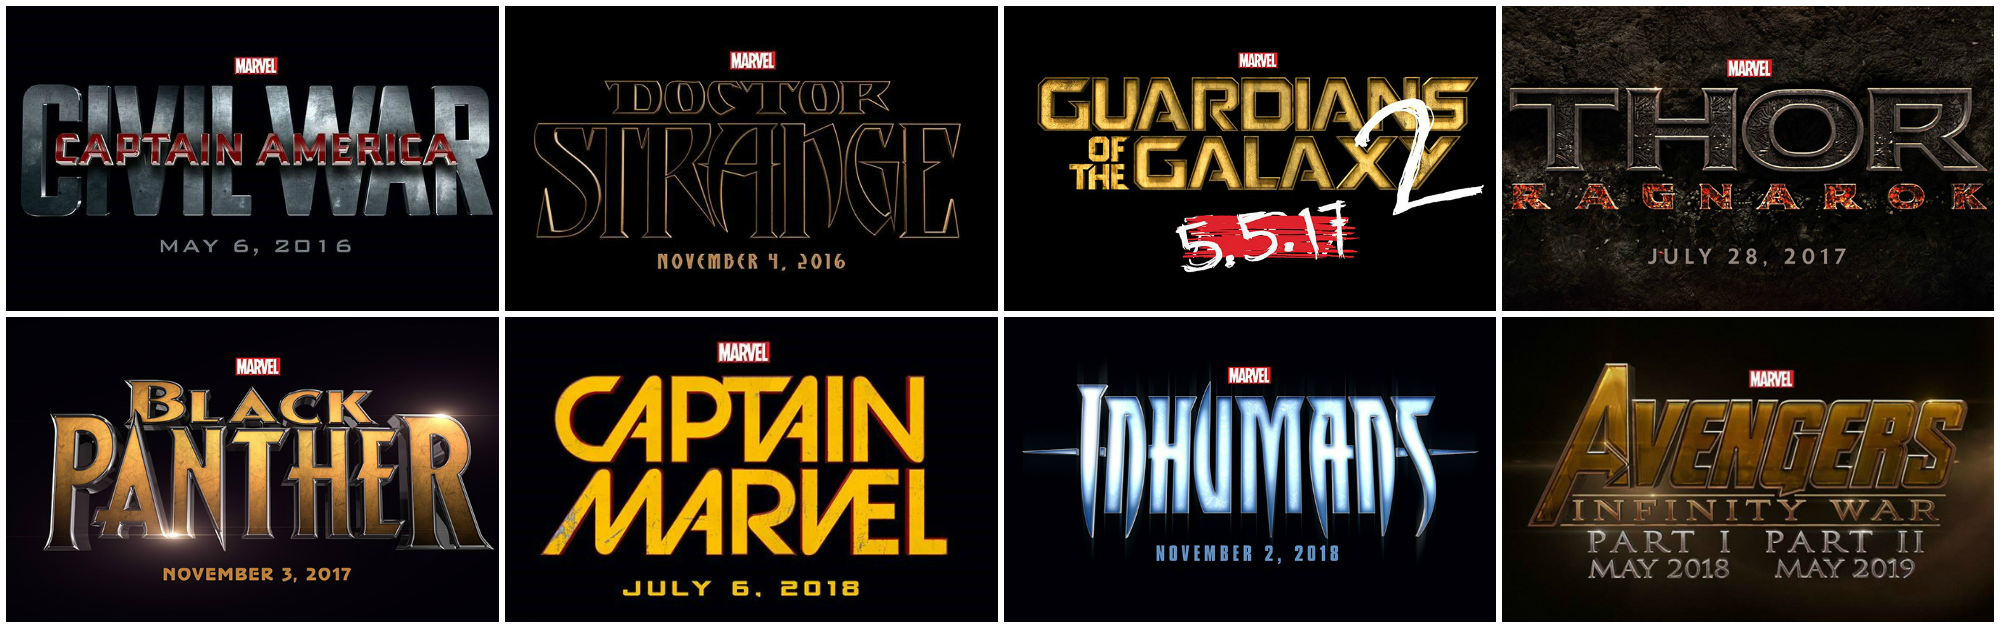 MARVEL
CIVIL WAR
CAPTAIN AMERICA
MAY 6, 2016
MARVEL
DOCTOR
STRANGE
NOVEMBER 4, 2016
MARVEL
GUARDIANS
OF THE GALAXY 2
5.5.17
MARVEL
THOR
RAGNAROK
JULY 28, 2017
MARVEL
BLACK
PANTHER
NOVEMBER 3, 2017
MARVEL
CAPTAIN
MARVEL
JULY 6, 2018
MARVEL
INHUMANS
NOVEMBER 2, 2018
MARVEL
AVENGERS
INFINITY WAR
PART I PART II
MAY 2018 MAY 2019